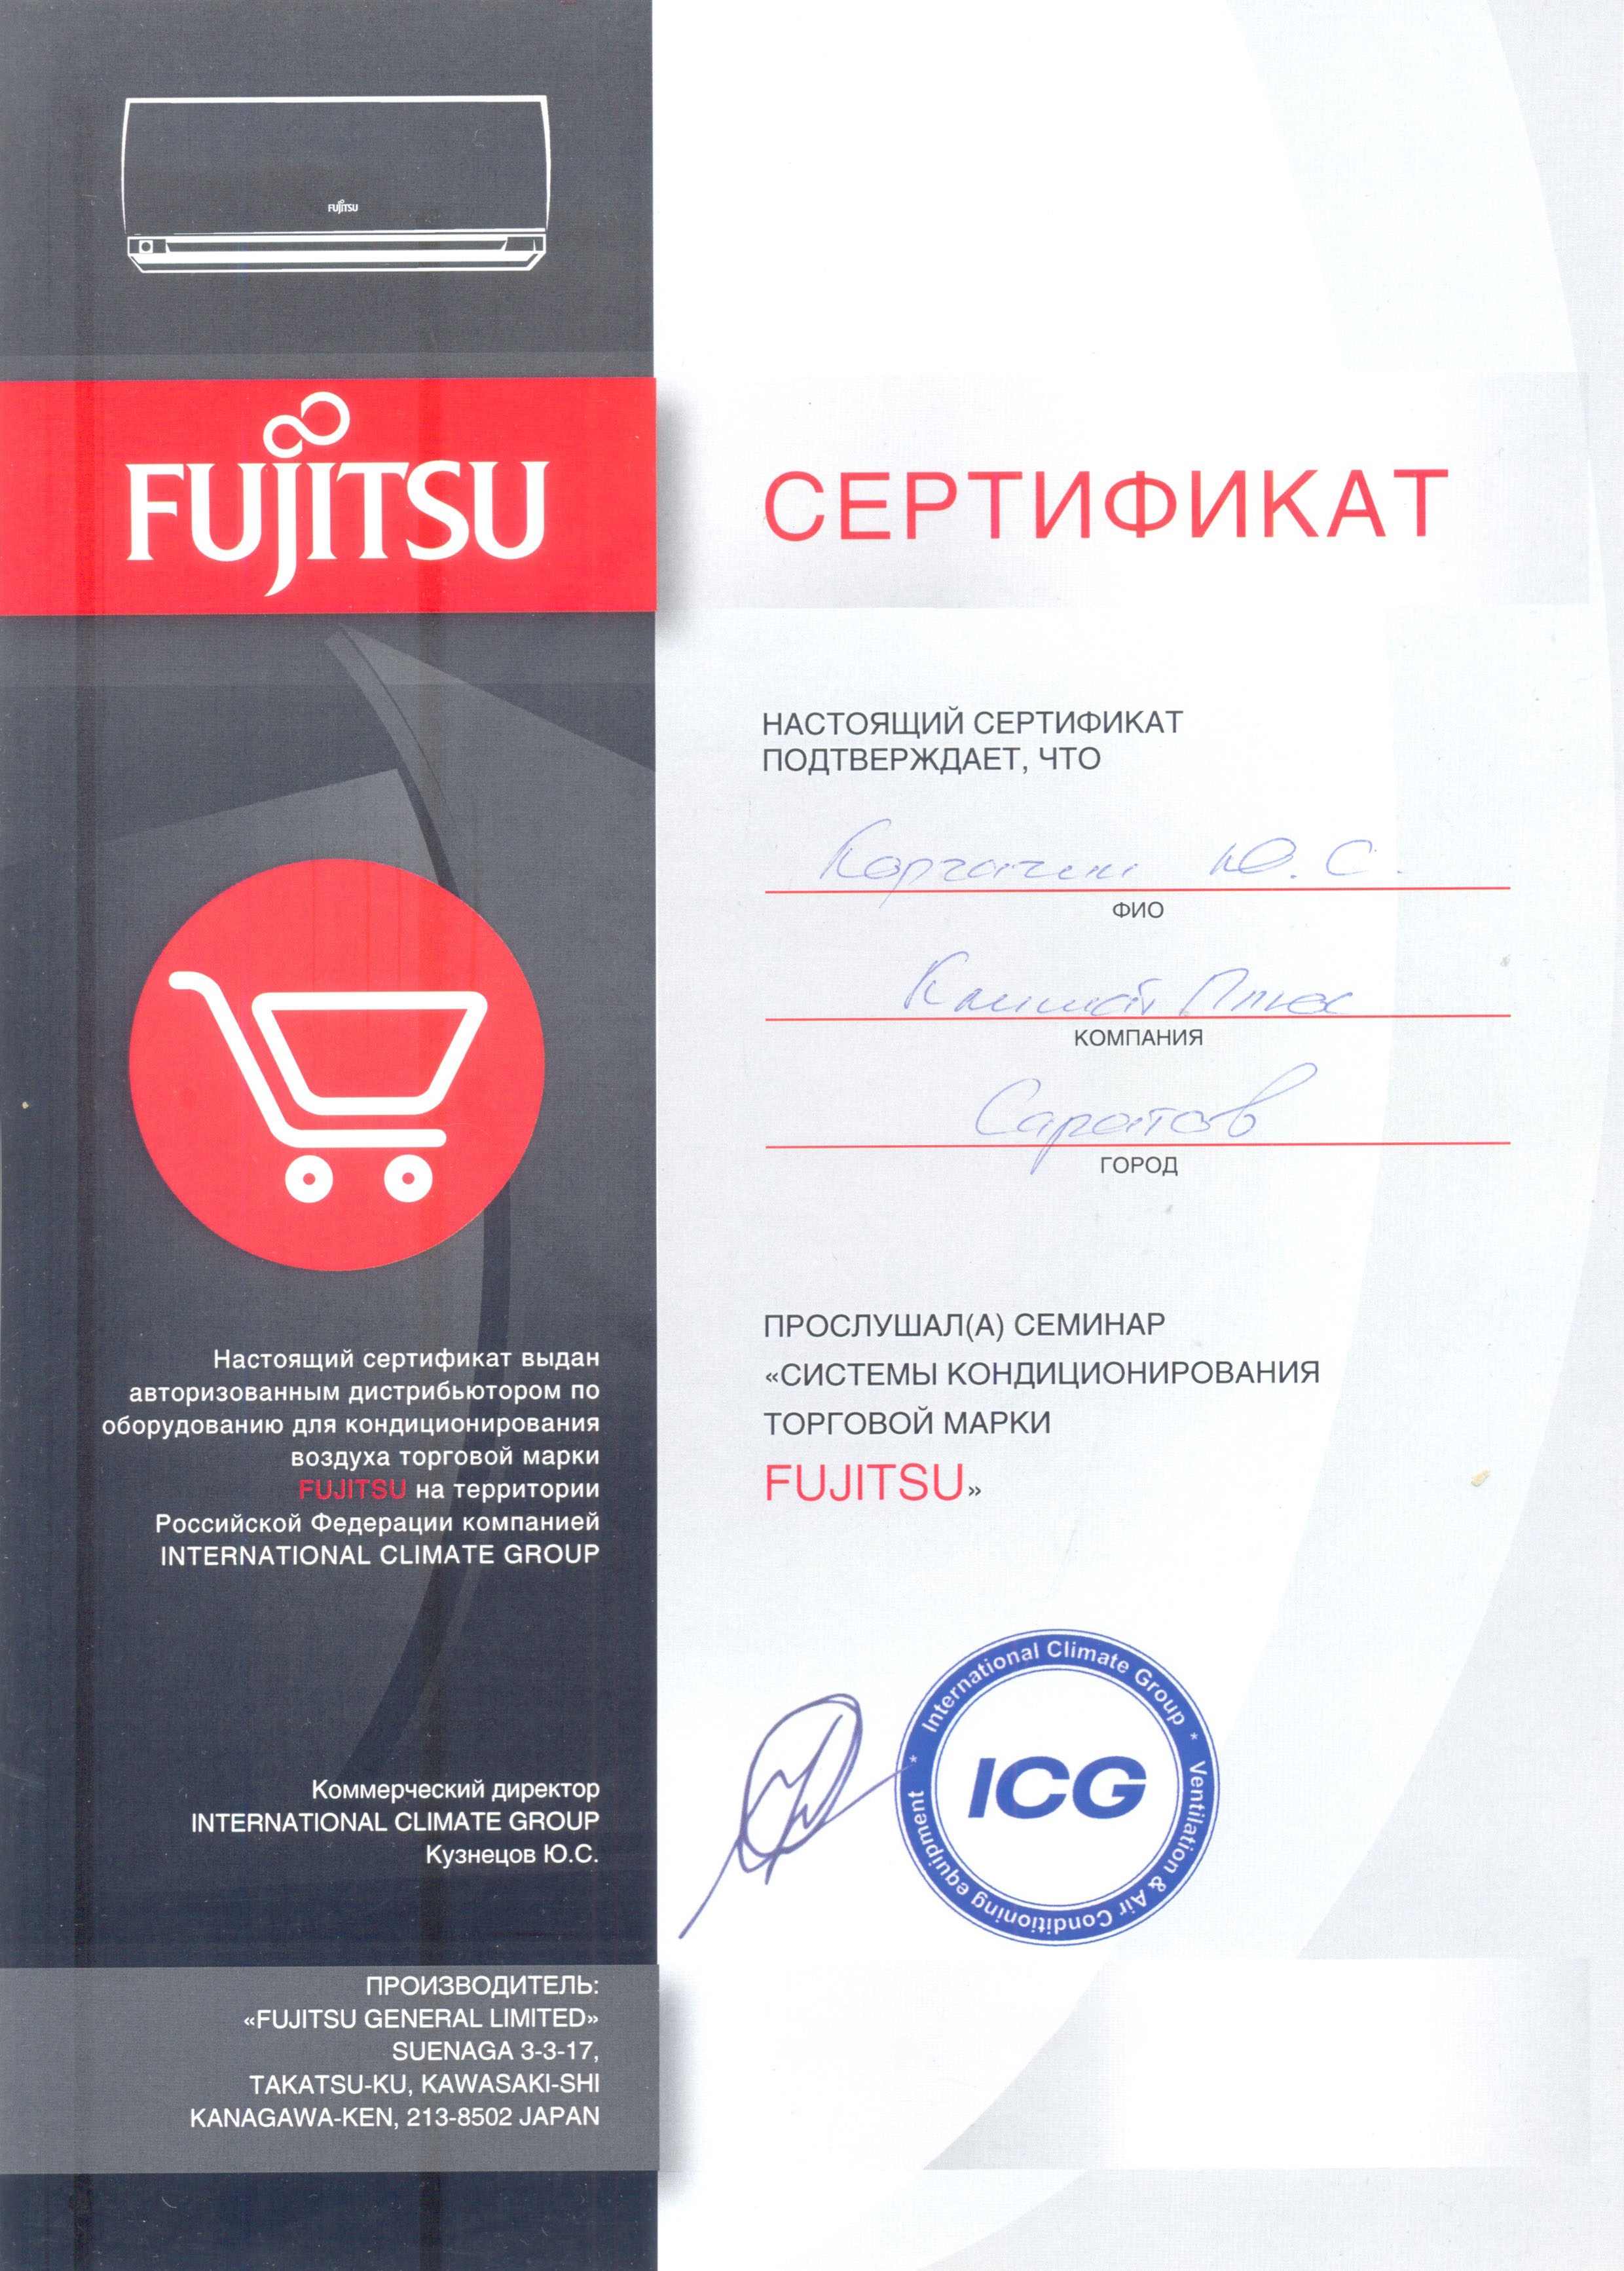 FUJITSU
FUJITSU
СЕРТИФИКАТ
НАСТОЯЩИЙ СЕРТИФИКАТ
ПОДТВЕРЖДАЕТ, ЧТО
Корчагин Ю. С.
ФИО
Климат Плюс
КОМПАНИЯ
Саратов
ГОРОД
ПРОСЛУШАЛ(А) СЕМИНАР
«СИСТЕМЫ КОНДИЦИОНИРОВАНИЯ
ТОРГОВОЙ МАРКИ
FUJITSU»
Настоящий сертификат выдан
авторизованным дистрибьютором по
оборудованию для кондиционирования
воздуха торговой марки
FUJITSU на территории
Российской Федерации компанией
INTERNATIONAL CLIMATE GROUP
Коммерческий директор
INTERNATIONAL CLIMATE GROUP
Кузнецов Ю.С.
International Climate Group * Ventilation & Air Conditioning equipment *
ICG
ПРОИЗВОДИТЕЛЬ:
«FUJITSU GENERAL LIMITED»
SUENAGA 3-3-17,
TAKATSU-KU, KAWASAKI-SHI
KANAGAWA-KEN, 213-8502 JAPAN